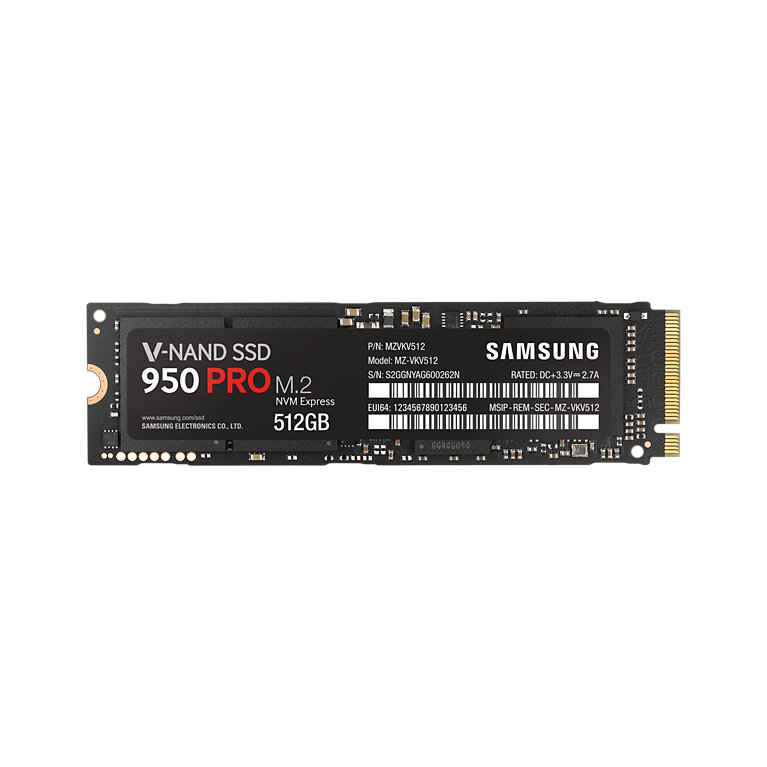 V-NAND SSD
950 PRO M.2
NVM Express
512GB
www.samsung.com/ssd
SAMSUNG ELECTRONICS CO., LTD.
P/N: MZVKV512
Model: MZ-VKV512
S/N: S2GGNYAG600262N
SAMSUNG
RATED: DC+3.3V⎓ 2.7A
EUI64: 1234567890123456
MSIP-REM-SEC-MZ-VKV512